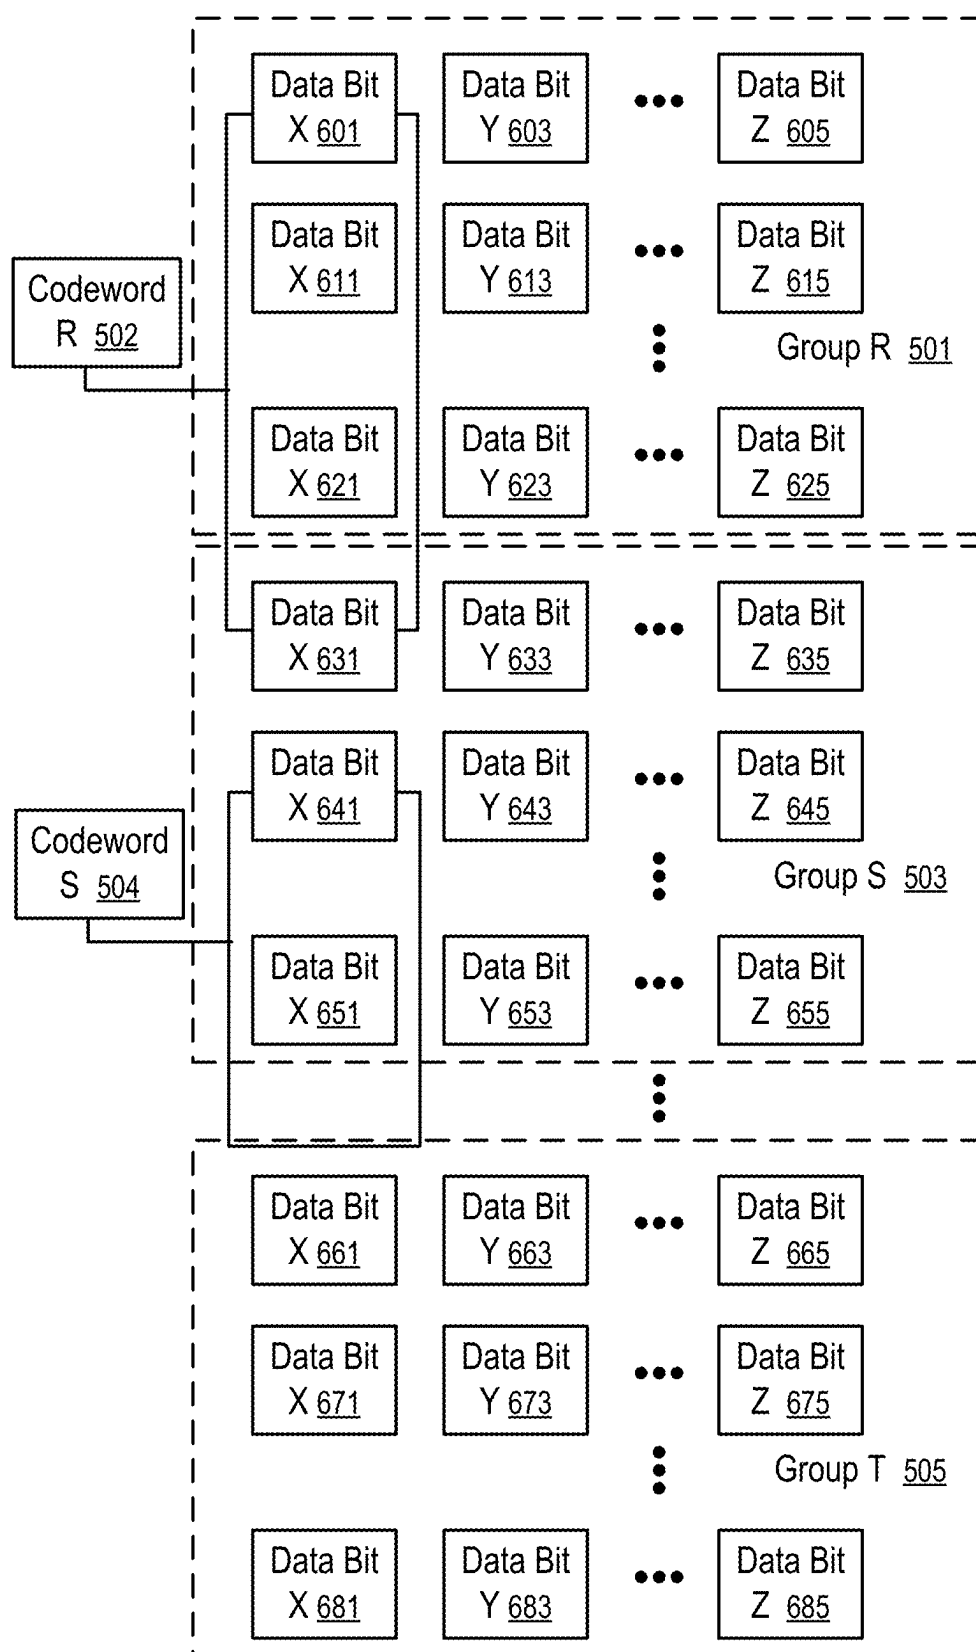 Data Bit
X 601
Data Bit
Y 603
Data Bit
Z 605
Data Bit
X 611
Data Bit
Y 613
Data Bit
Z 615
Codeword
R 502
Group R 501
Data Bit
X 621
Data Bit
Y 623
Data Bit
Z 625
Data Bit
X 631
Data Bit
Y 633
Data Bit
Z 635
Data Bit
X 641
Data Bit
Y 643
Data Bit
Z 645
Codeword
S 504
Group S 503
Data Bit
X 651
Data Bit
Y 653
Data Bit
Z 655
Data Bit
X 661
Data Bit
Y 663
Data Bit
Z 665
Data Bit
X 671
Data Bit
Y 673
Data Bit
Z 675
Group T 505
Data Bit
X 681
Data Bit
Y 683
Data Bit
Z 685